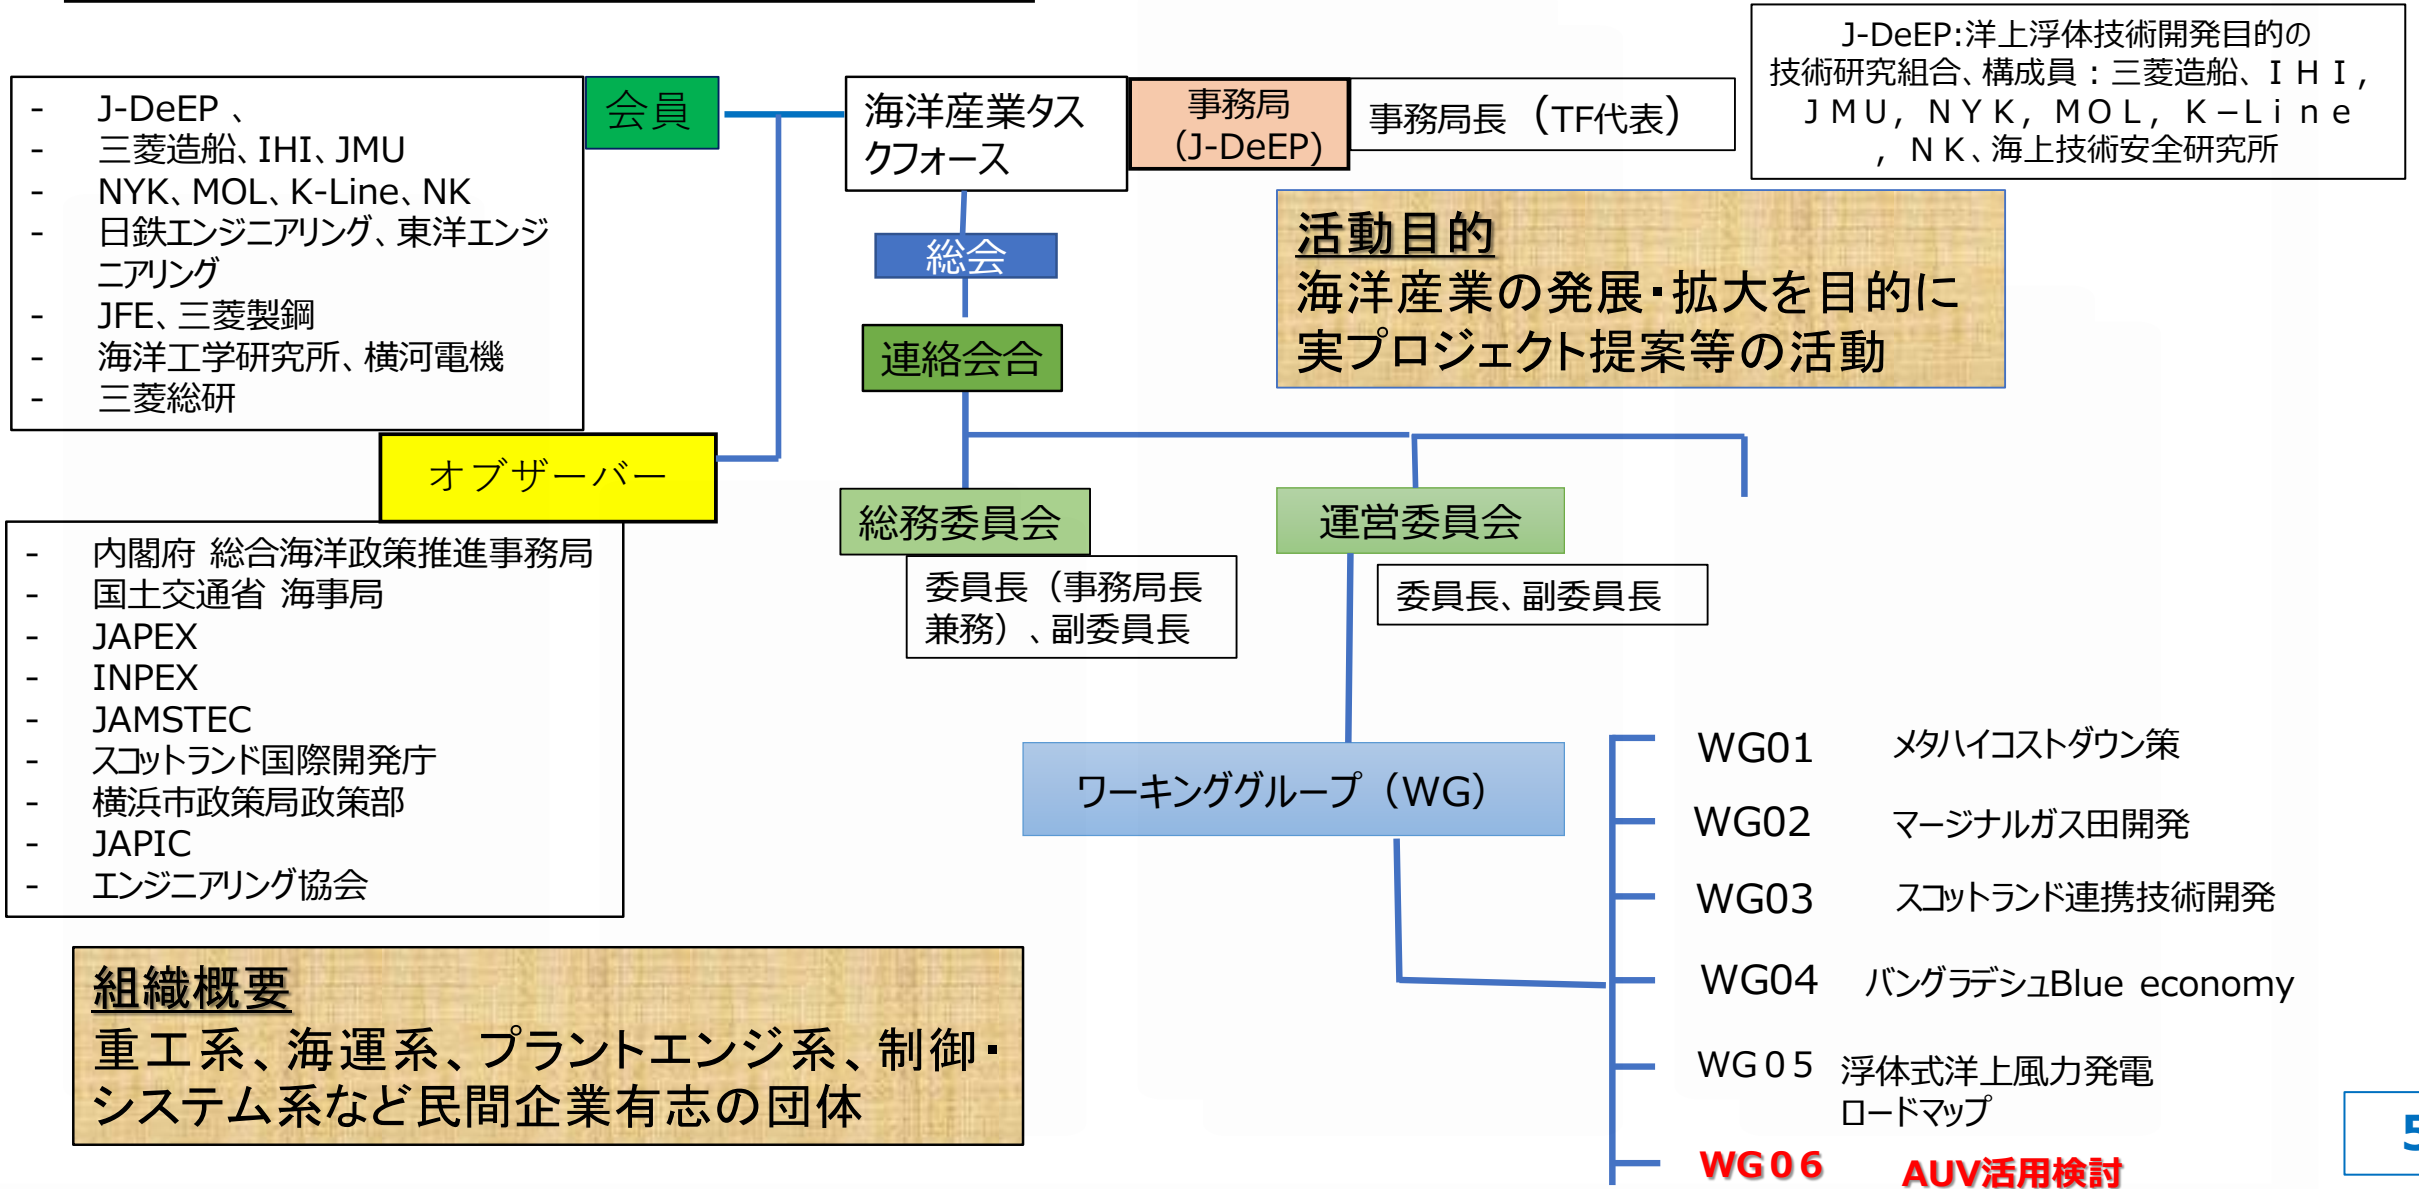 J-DeEP:洋上浮体技術開発目的の
技術研究組合、構成員：三菱造船、ＩＨＩ，
ＪＭＵ，ＮＹＫ，ＭＯＬ，Ｋ－Ｌｉｎｅ
，ＮＫ、海上技術安全研究所
- J-DeEP 、
- 三菱造船、IHI、JMU
- NYK、MOL、K-Line、NK
- 日鉄エンジニアリング、東洋エンジ
ニアリング
- JFE、三菱製鋼
- 海洋工学研究所、横河電機
- 三菱総研
会員
海洋産業タス
クフォース
事務局
（J-DeEP)
事務局長（TF代表）
総会
連絡会合
活動目的
海洋産業の発展・拡大を目的に
実プロジェクト提案等の活動
オブザーバー
- 内閣府 総合海洋政策推進事務局
- 国土交通省 海事局
- JAPEX
- INPEX
- JAMSTEC
- スコットランド国際開発庁
- 横浜市政策局政策部
- JAPIC
- エンジニアリング協会
総務委員会
委員長（事務局長
兼務）、副委員長
運営委員会
委員長、副委員長
ワーキンググループ（WG）
WG01 メタハイコストダウン策
WG02 マージナルガス田開発
WG03 スコットランド連携技術開発
WG04 バングラデシュBlue economy
WG０５ 浮体式洋上風力発電
ロードマップ
WG０６ AUV活用検討
組織概要
重工系、海運系、プラントエンジ系、制御・
システム系など民間企業有志の団体
5